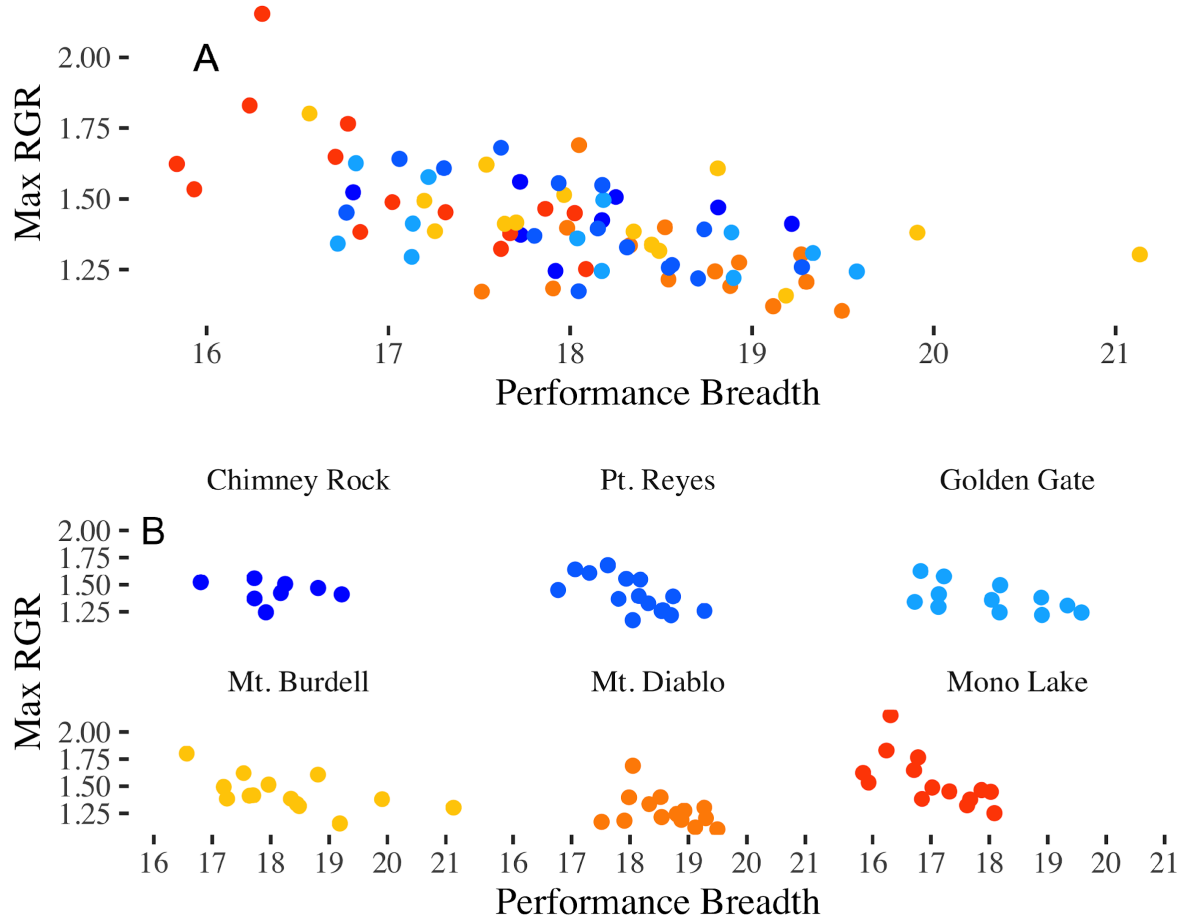 A
2.00
1.75
1.50
1.25
Max RGR
16 17 18 19 20 21
Performance Breadth
Chimney Rock Pt. Reyes Golden Gate
B
2.00
1.75
1.50
1.25
Max RGR
Mt. Burdell Mt. Diablo Mono Lake
2.00
1.75
1.50
1.25
16 17 18 19 20 21 16 17 18 19 20 21 16 17 18 19 20 21
Performance Breadth